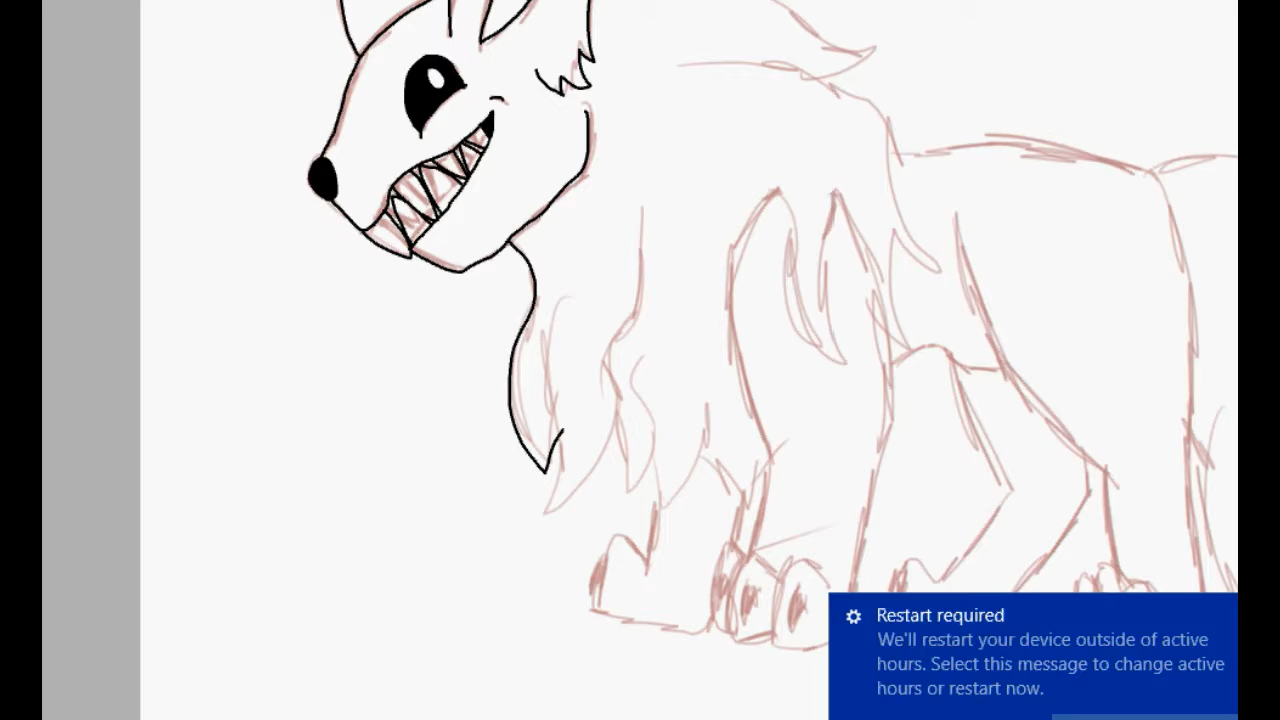 Restart required
We'll restart your device outside of active
hours. Select this message to change active
hours or restart now.